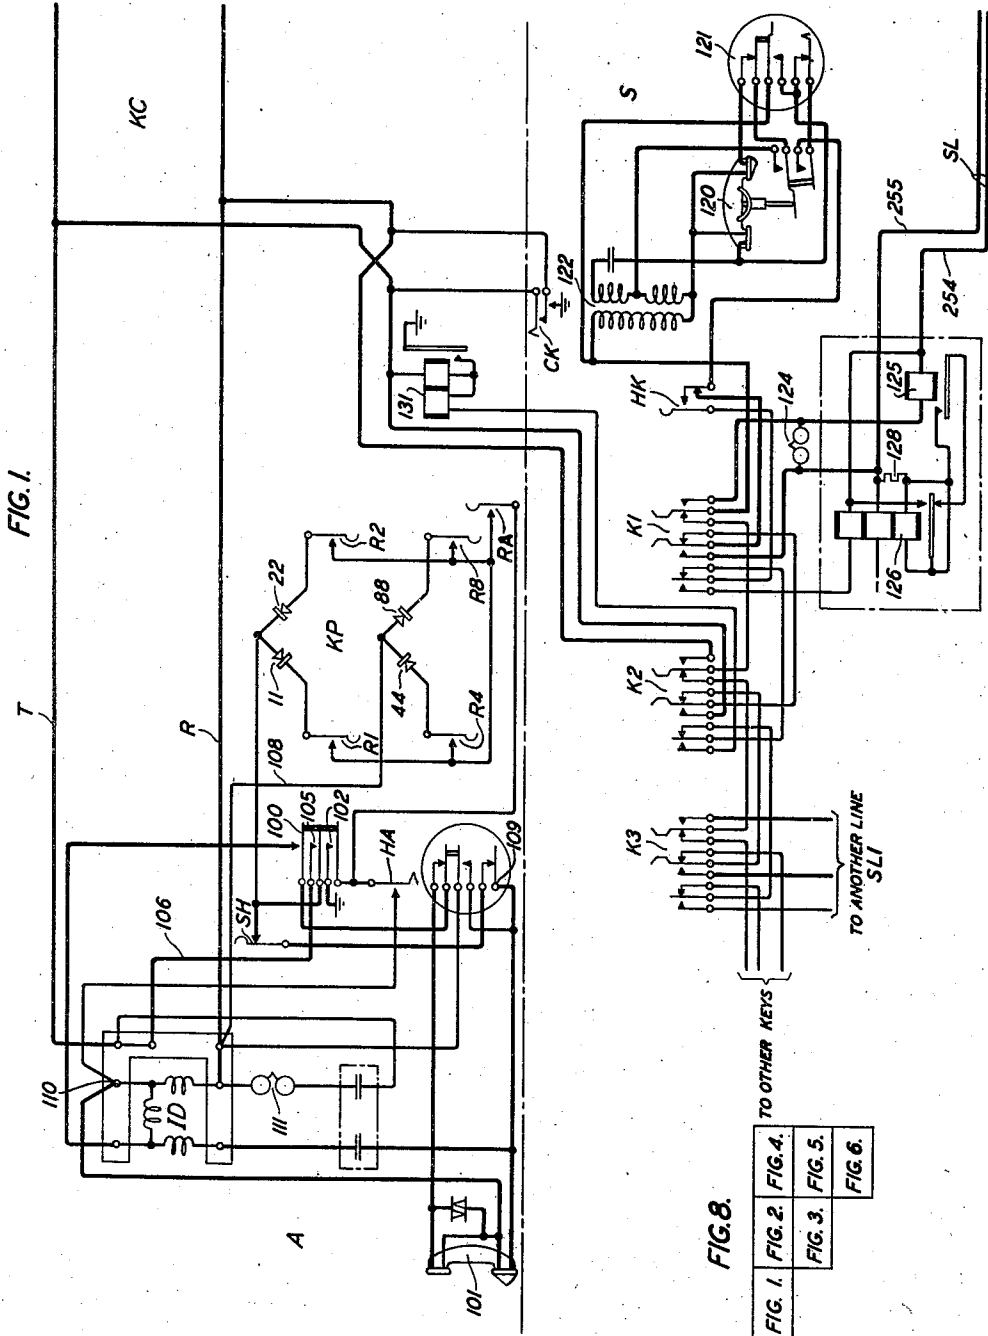 FIG. 1.
T
KC
R
108
106
110
ID
111
A
101
SH
100
105
102
HA
109
11
22
KP
R1
R2
44
88
R4
R8
RA
131
CK
S
121
120
122
HK
124
K1
K2
K3
125
128
126
255
254
SL
TO ANOTHER LINE
SL1
TO OTHER KEYS
FIG. 8.
FIG. 1. FIG. 2. FIG. 4.
FIG. 3. FIG. 5.
FIG. 6.